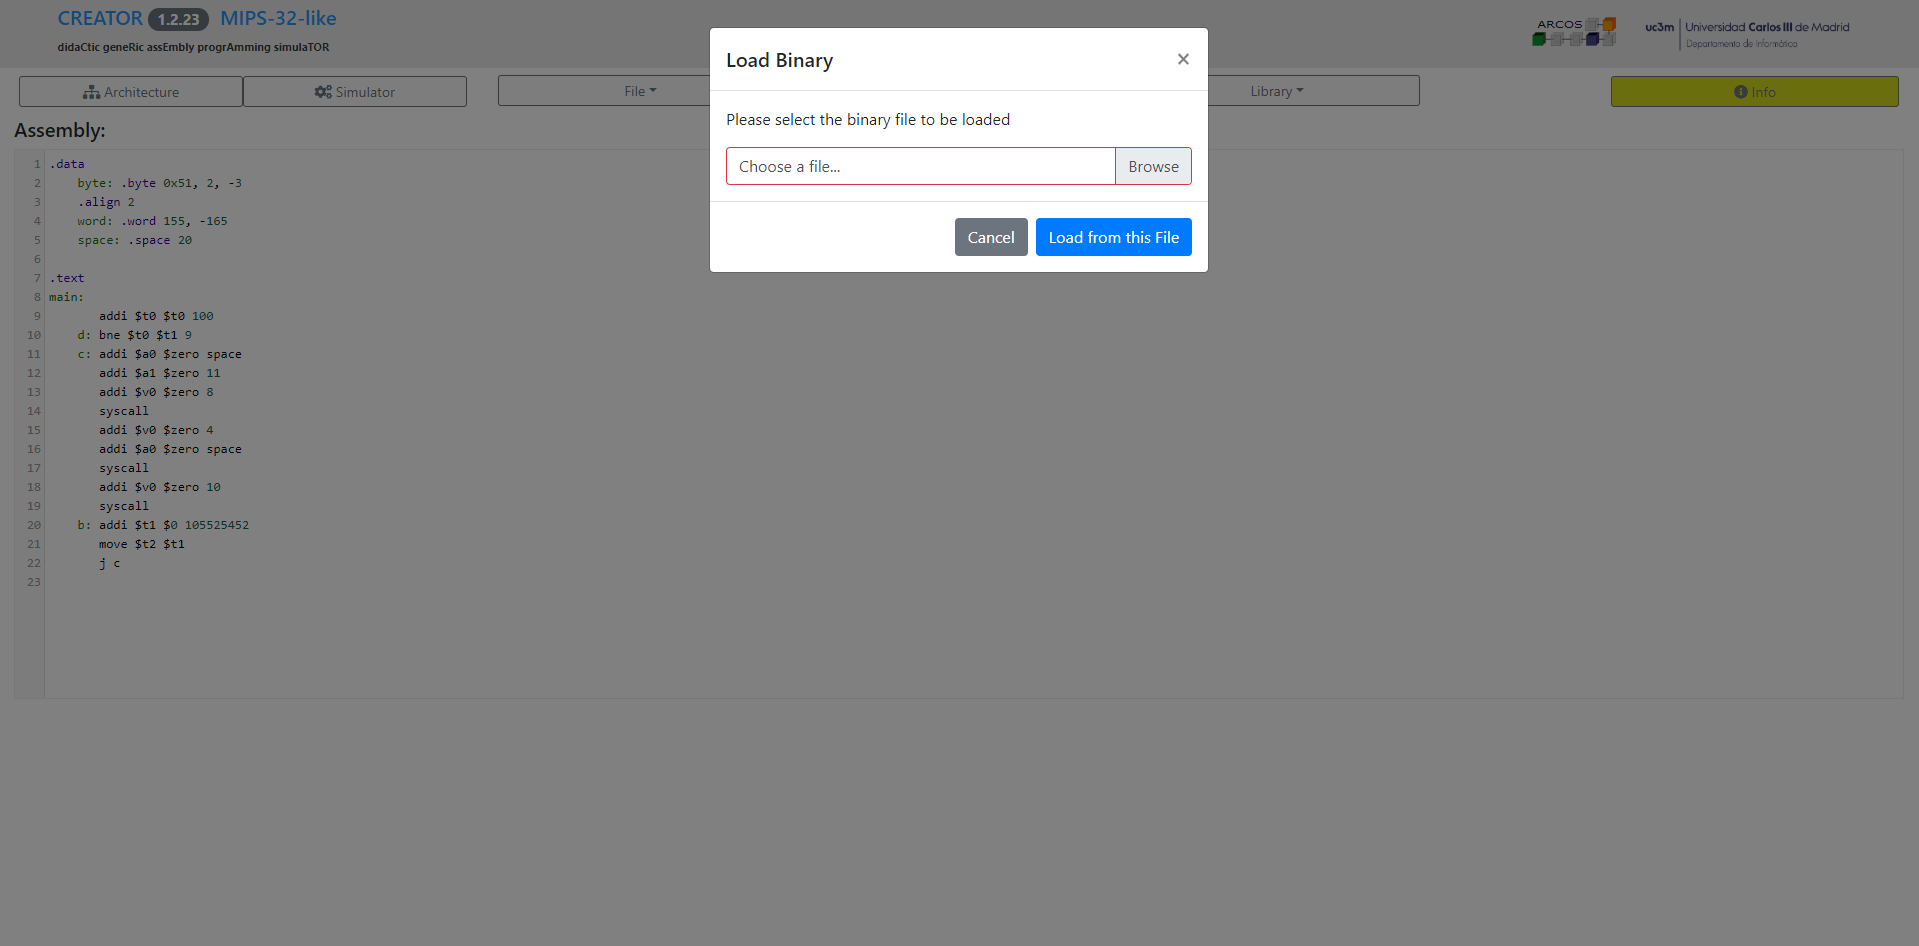 CREATOR 1.2.23 MIPS-32-like
didaCtic geneRic assEmbly progrAmming simulaTOR
ARCOS
uc3m Universidad Carlos III de Madrid
Departamento de Informática
Architecture
Simulator
File
Library
Info
Load Binary
×
Please select the binary file to be loaded
Choose a file...
Browse
Cancel
Load from this File
Assembly:
1 .data
2 byte: .byte 0x51, 2, -3
3 .align 2
4 word: .word 155, -165
5 space: .space 20
6
7 .text
8 main:
9 addi $t0 $t0 100
10 d: bne $t0 $t1 9
11 c: addi $a0 $zero space
12 addi $a1 $zero 11
13 addi $v0 $zero 8
14 syscall
15 addi $v0 $zero 4
16 addi $a0 $zero space
17 syscall
18 addi $v0 $zero 10
19 syscall
20 b: addi $t1 $0 105525452
21 move $t2 $t1
22 j c
23